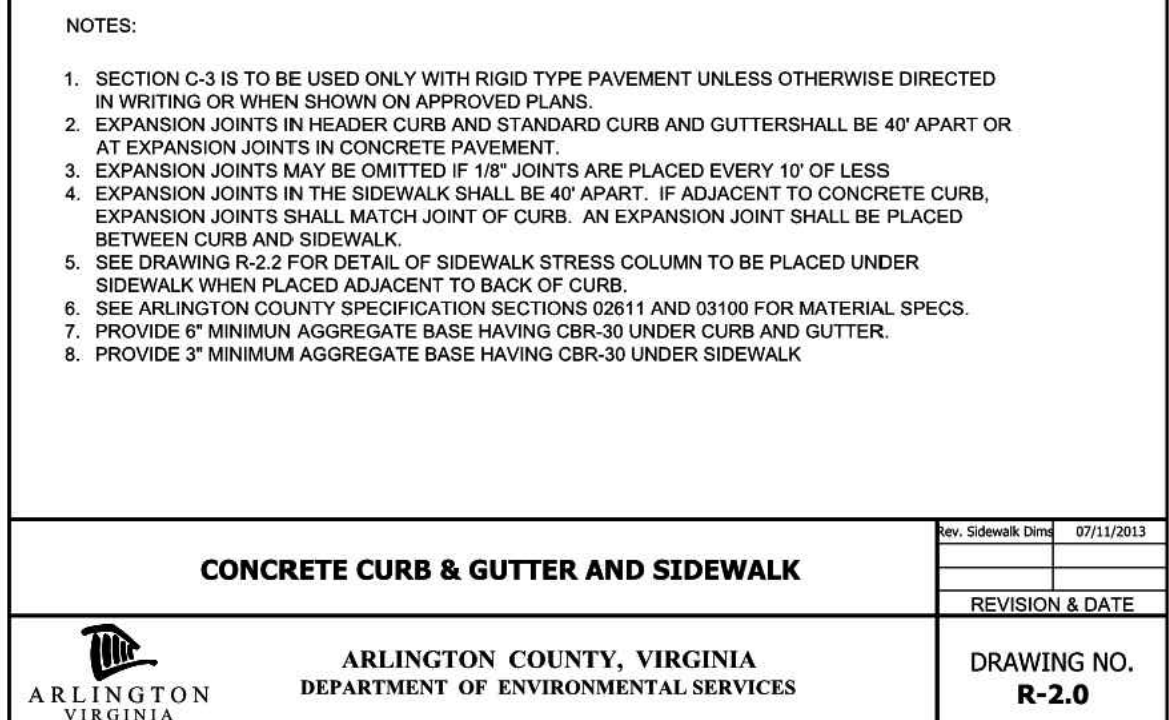 NOTES:
1. SECTION C-3 IS TO BE USED ONLY WITH RIGID TYPE PAVEMENT UNLESS OTHERWISE DIRECTED
IN WRITING OR WHEN SHOWN ON APPROVED PLANS.
2. EXPANSION JOINTS IN HEADER CURB AND STANDARD CURB AND GUTTERSHALL BE 40' APART OR
AT EXPANSION JOINTS IN CONCRETE PAVEMENT.
3. EXPANSION JOINTS MAY BE OMITTED IF 1/8" JOINTS ARE PLACED EVERY 10' OF LESS
4. EXPANSION JOINTS IN THE SIDEWALK SHALL BE 40' APART. IF ADJACENT TO CONCRETE CURB,
EXPANSION JOINTS SHALL MATCH JOINT OF CURB. AN EXPANSION JOINT SHALL BE PLACED
BETWEEN CURB AND SIDEWALK.
5. SEE DRAWING R-2.2 FOR DETAIL OF SIDEWALK STRESS COLUMN TO BE PLACED UNDER
SIDEWALK WHEN PLACED ADJACENT TO BACK OF CURB.
6. SEE ARLINGTON COUNTY SPECIFICATION SECTIONS 02611 AND 03100 FOR MATERIAL SPECS.
7. PROVIDE 6" MINIMUN AGGREGATE BASE HAVING CBR-30 UNDER CURB AND GUTTER.
8. PROVIDE 3" MINIMUM AGGREGATE BASE HAVING CBR-30 UNDER SIDEWALK
CONCRETE CURB & GUTTER AND SIDEWALK
Rev. Sidewalk Dims 07/11/2013
REVISION & DATE
ARLINGTON
VIRGINIA
ARLINGTON COUNTY, VIRGINIA
DEPARTMENT OF ENVIRONMENTAL SERVICES
DRAWING NO.
R-2.0